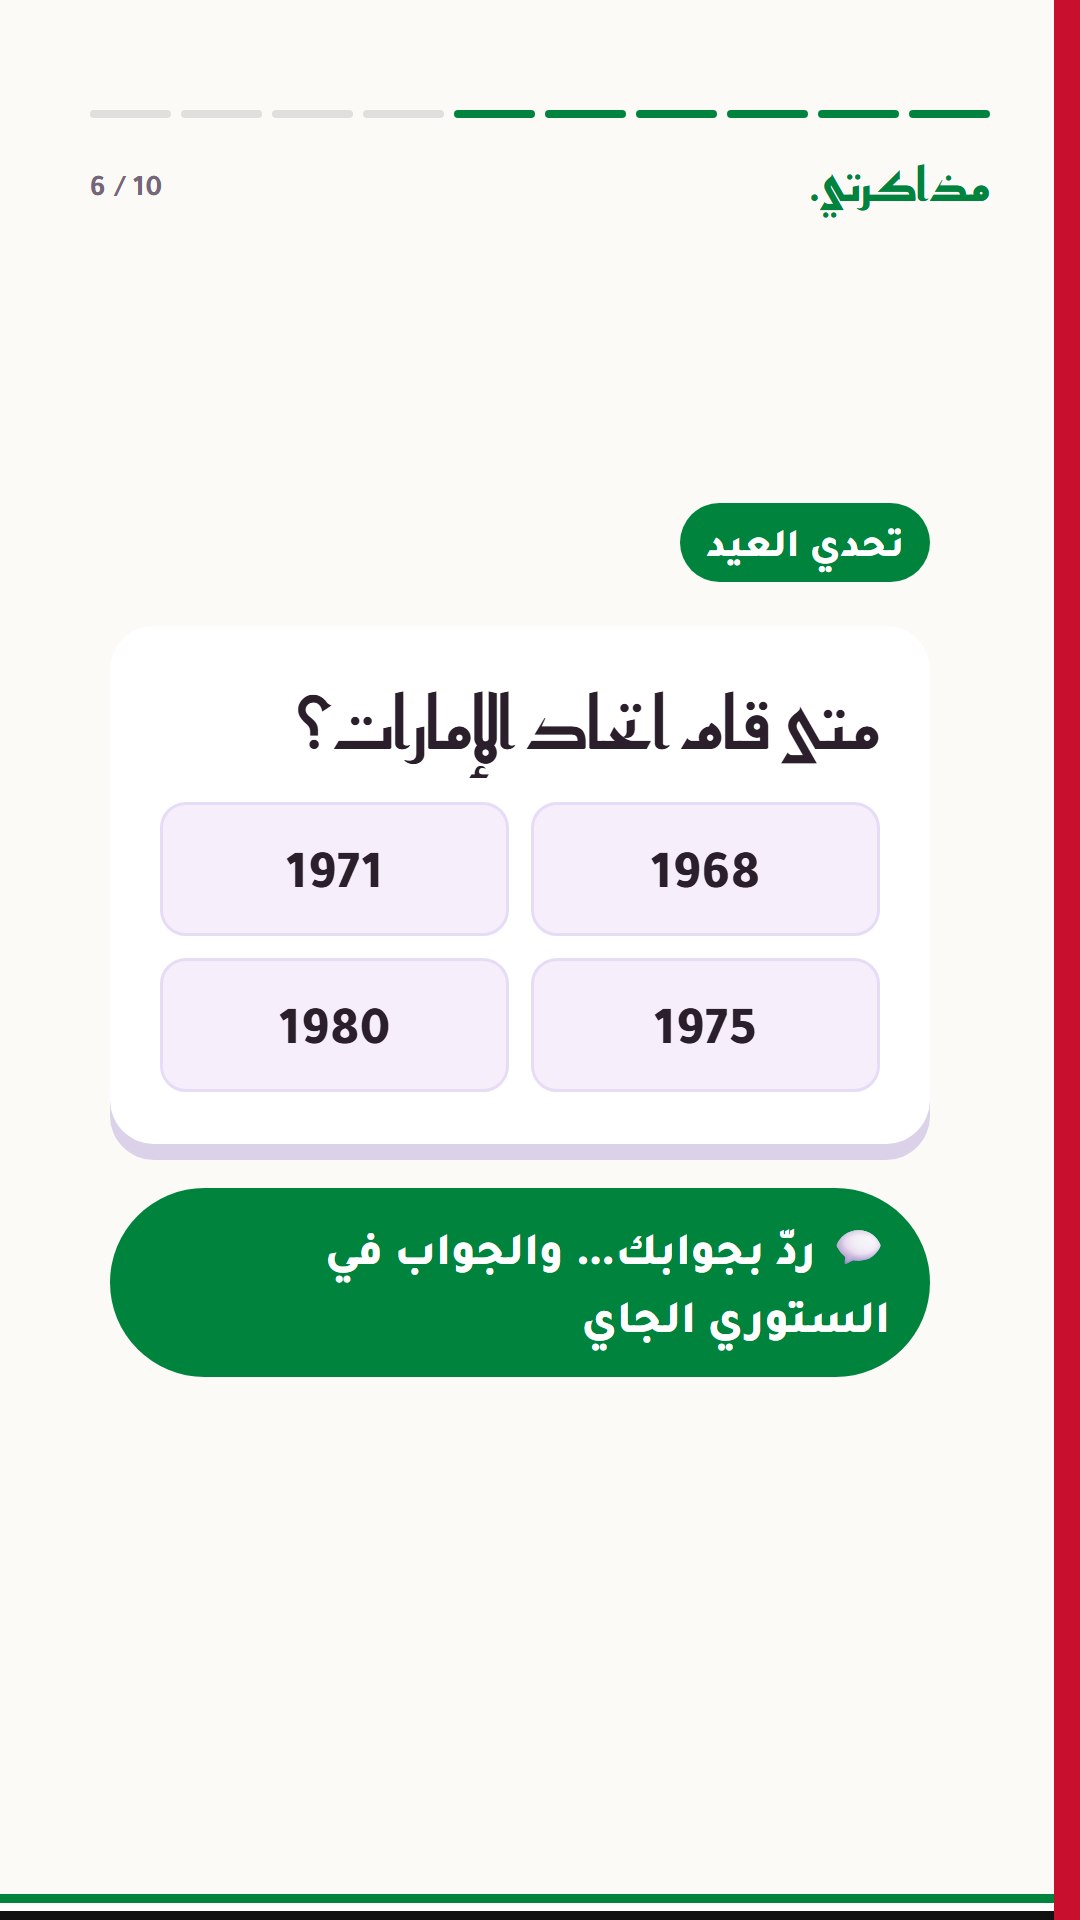 مذاكرتي.
6 / 10
تحدي العيد
متى قام اتحاد الإمارات؟
1968
1971
1975
1980
💬 ردّ بجوابك... والجواب في
الستوري الجاي